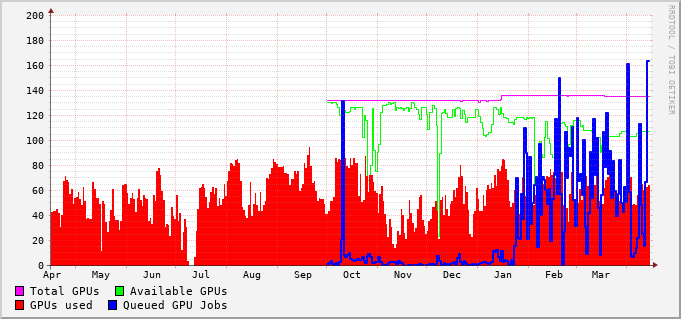 200
180
160
140
120
100
80
60
40
20
0
Apr May Jun Jul Aug Sep Oct Nov Dec Jan Feb Mar
Total GPUs Available GPUs
GPUs used Queued GPU Jobs
RRDTOOL / TOBI OETIKER